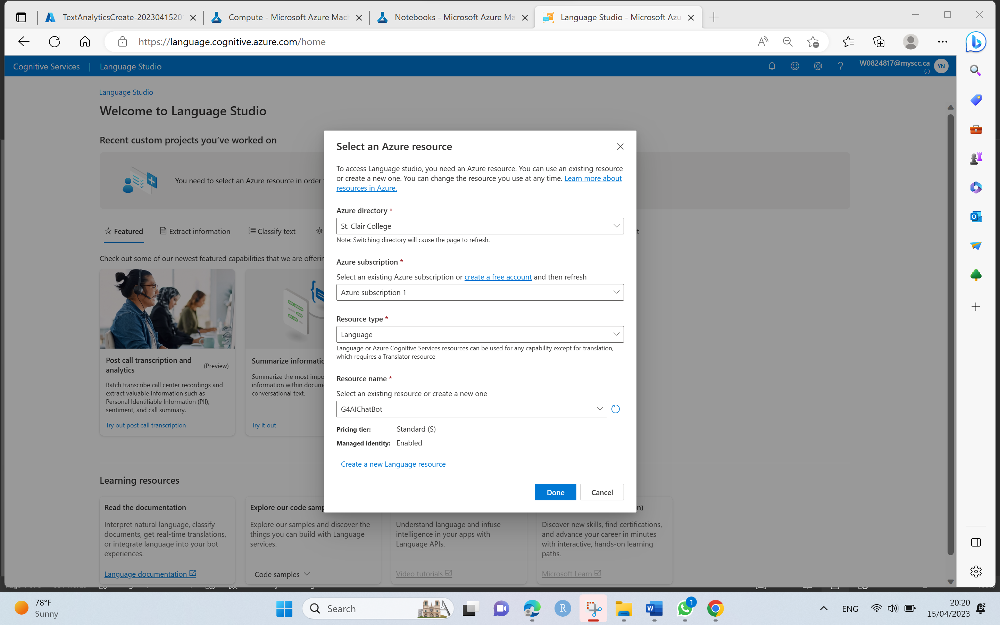 TextAnalyticsCreate-2023041520
Compute - Microsoft Azure Mach
Notebooks - Microsoft Azure Ma
Language Studio - Microsoft Azu
https://language.cognitive.azure.com/home
Cognitive Services | Language Studio
W0824817@myscc.ca
YN
Language Studio
Welcome to Language Studio
Recent custom projects you've worked on
You need to select an Azure resource in order
Featured
Extract information
Classify text
Check out some of our newest featured capabilities that we are offerin
Post call transcription and
analytics
(Preview)
Batch transcribe call center recordings and
extract valuable information such as
Personal Identifiable Information (PII),
sentiment, and call summary.
Try out post call transcription
Summarize informatio
Summarize the most impo
information within docum
conversational text.
Try it out
Select an Azure resource
To access Language studio, you need an Azure resource. You can use an existing resource
or create a new one. You can change the resource you use at any time. Learn more about
resources in Azure.
Azure directory *
St. Clair College
Note: Switching directory will cause the page to refresh.
Azure subscription *
Select an existing Azure subscription or create a free account and then refresh
Azure subscription 1
Resource type *
Language
Language or Azure Cognitive Services resources can be used for any capability except for translation,
which requires a Translator resource
Resource name *
Select an existing resource or create a new one
G4AIChatBot
Pricing tier: Standard (S)
Managed identity: Enabled
Create a new Language resource
Done
Cancel
Learning resources
Read the documentation
Interpret natural language, classify
documents, get real-time translations,
or integrate language into your bot
experiences.
Language documentation
Explore our code samp
Explore our samples and discover the
things you can build with Language
services.
Code samples
Understand language and infuse
intelligence in your apps with
Language APIs.
Video tutorials
n)
Discover new skills, find certifications,
and advance your career in minutes
with interactive, hands-on learning
paths.
Microsoft Learn
78°F
Sunny
Search
1
ENG
20:20
15/04/2023